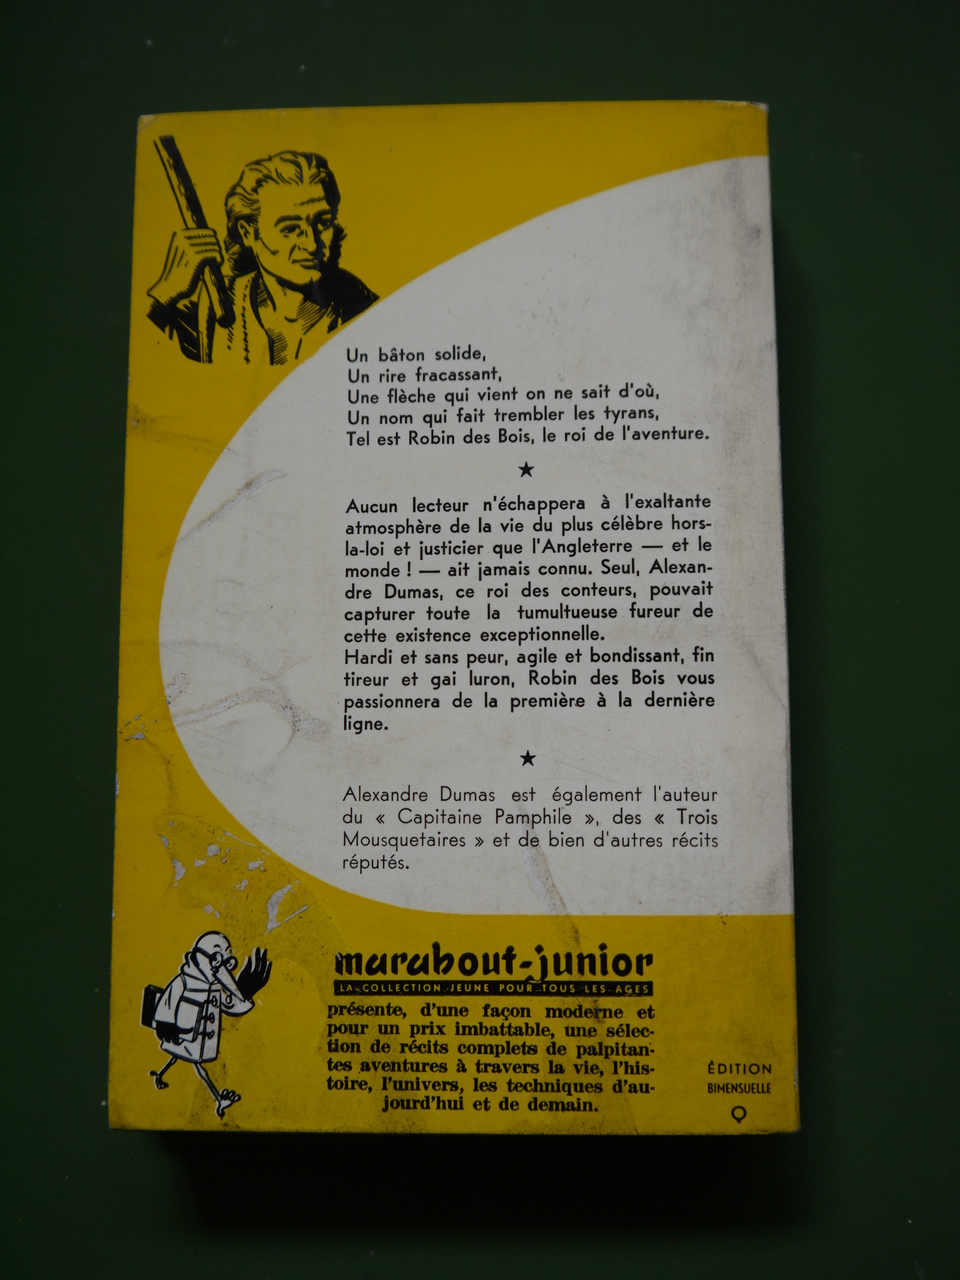 Un bâton solide,
Un rire fracassant,
Une flèche qui vient on ne sait d'où,
Un nom qui fait trembler les tyrans,
Tel est Robin des Bois, le roi de l'aventure.
Aucun lecteur n'échappera à l'exaltante
atmosphère de la vie du plus célèbre hors-
la-loi et justicier que l'Angleterre — et le
monde ! — ait jamais connu. Seul, Alexan-
dre Dumas, ce roi des conteurs, pouvait
capturer toute la tumultueuse fureur de
cette existence exceptionnelle.
Hardi et sans peur, agile et bondissant, fin
tireur et gai luron, Robin des Bois vous
passionnera de la première à la dernière
ligne.
Alexandre Dumas est également l'auteur
du « Capitaine Pamphile », des « Trois
Mousquetaires » et de bien d'autres récits
réputés.
marabout-junior
LA COLLECTION JEUNE POUR TOUS LES AGES
présente, d'une façon moderne et
pour un prix imbattable, une sélec-
tion de récits complets de palpitan-
tes aventures à travers la vie, l'his-
toire, l'univers, les techniques d'au-
jourd'hui et de demain.
ÉDITION
BIMENSUELLE